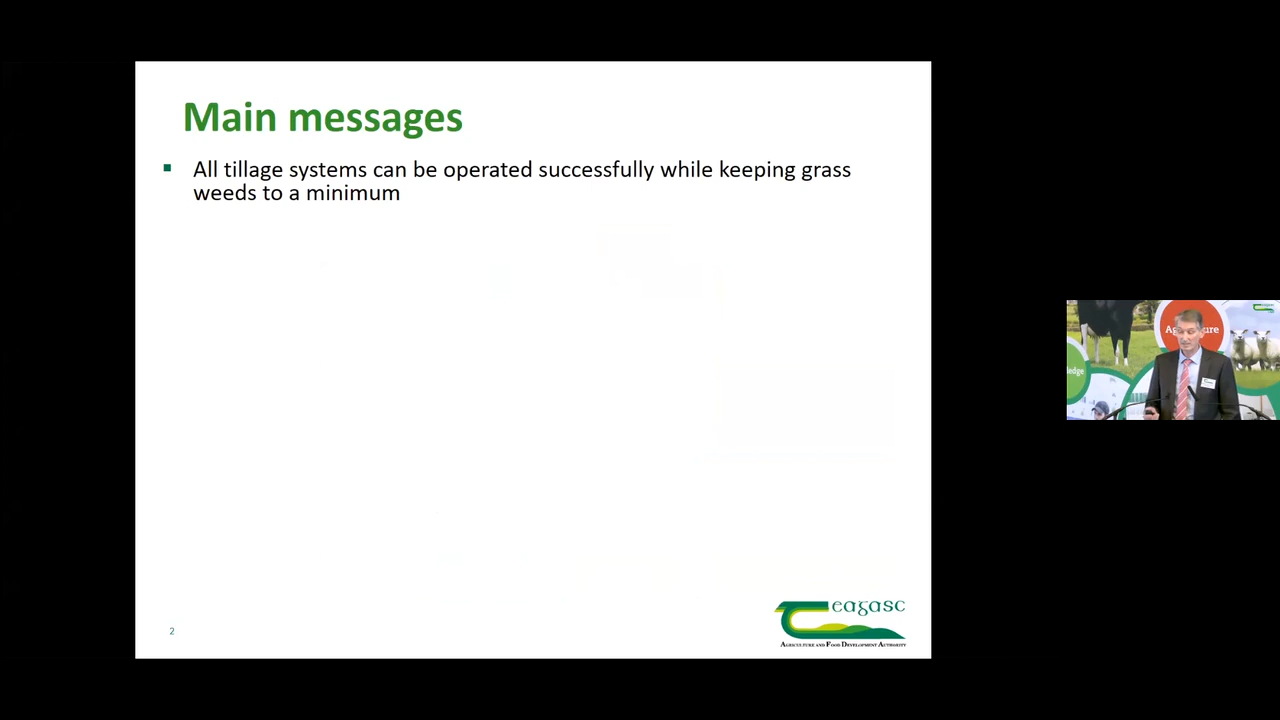 Main messages
All tillage systems can be operated successfully while keeping grass
weeds to a minimum
2
Teagasc
AGRICULTURE AND FOOD DEVELOPMENT AUTHORITY
ledge